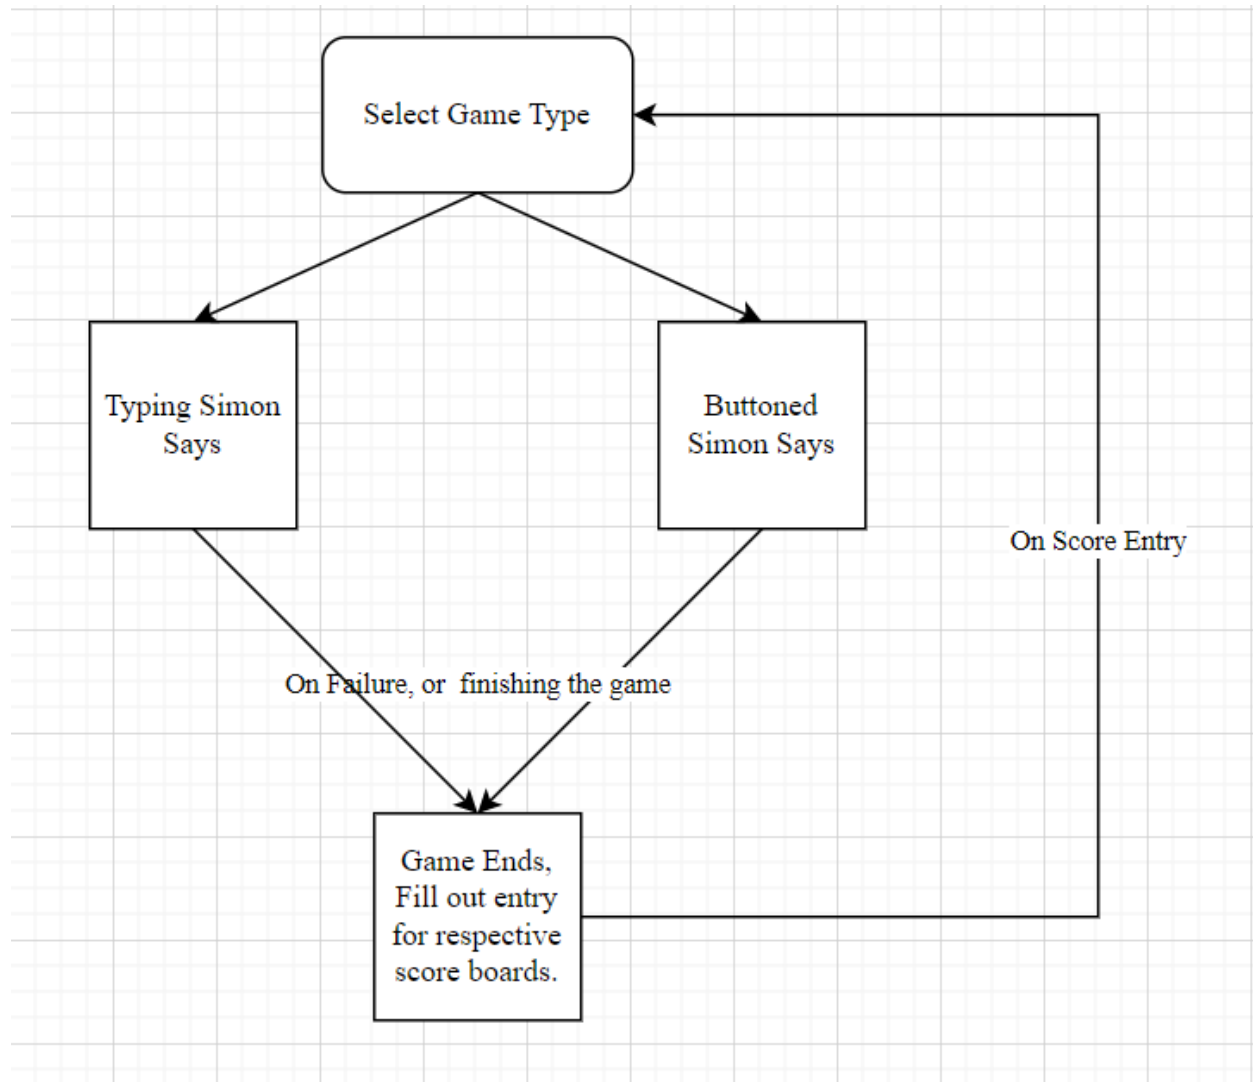 Select Game Type
Typing Simon
Says
Buttoned
Simon Says
On Score Entry
On Failure, or  finishing the game
Game Ends,
Fill out entry
for respective
score boards.